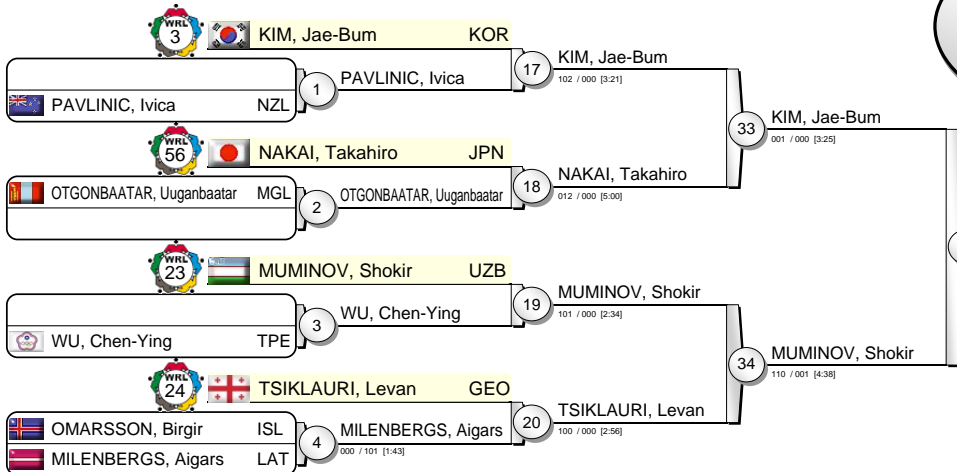 WRL
3
KIM, Jae-Bum KOR
PAVLINIC, Ivica NZL
1
PAVLINIC, Ivica
17
KIM, Jae-Bum
102 / 000 [3:21]
WRL
56
NAKAI, Takahiro JPN
OTGONBAATAR, Uuganbaatar MGL
2
OTGONBAATAR, Uuganbaatar
18
NAKAI, Takahiro
012 / 000 [5:00]
33
KIM, Jae-Bum
001 / 000 [3:25]
WRL
23
MUMINOV, Shokir UZB
WU, Chen-Ying TPE
3
WU, Chen-Ying
19
MUMINOV, Shokir
101 / 000 [2:34]
WRL
24
TSIKLAURI, Levan GEO
OMARSSON, Birgir ISL
MILENBERGS, Aigars LAT
4
MILENBERGS, Aigars
000 / 101 [1:43]
20
TSIKLAURI, Levan
100 / 000 [2:56]
34
MUMINOV, Shokir
110 / 001 [4:38]